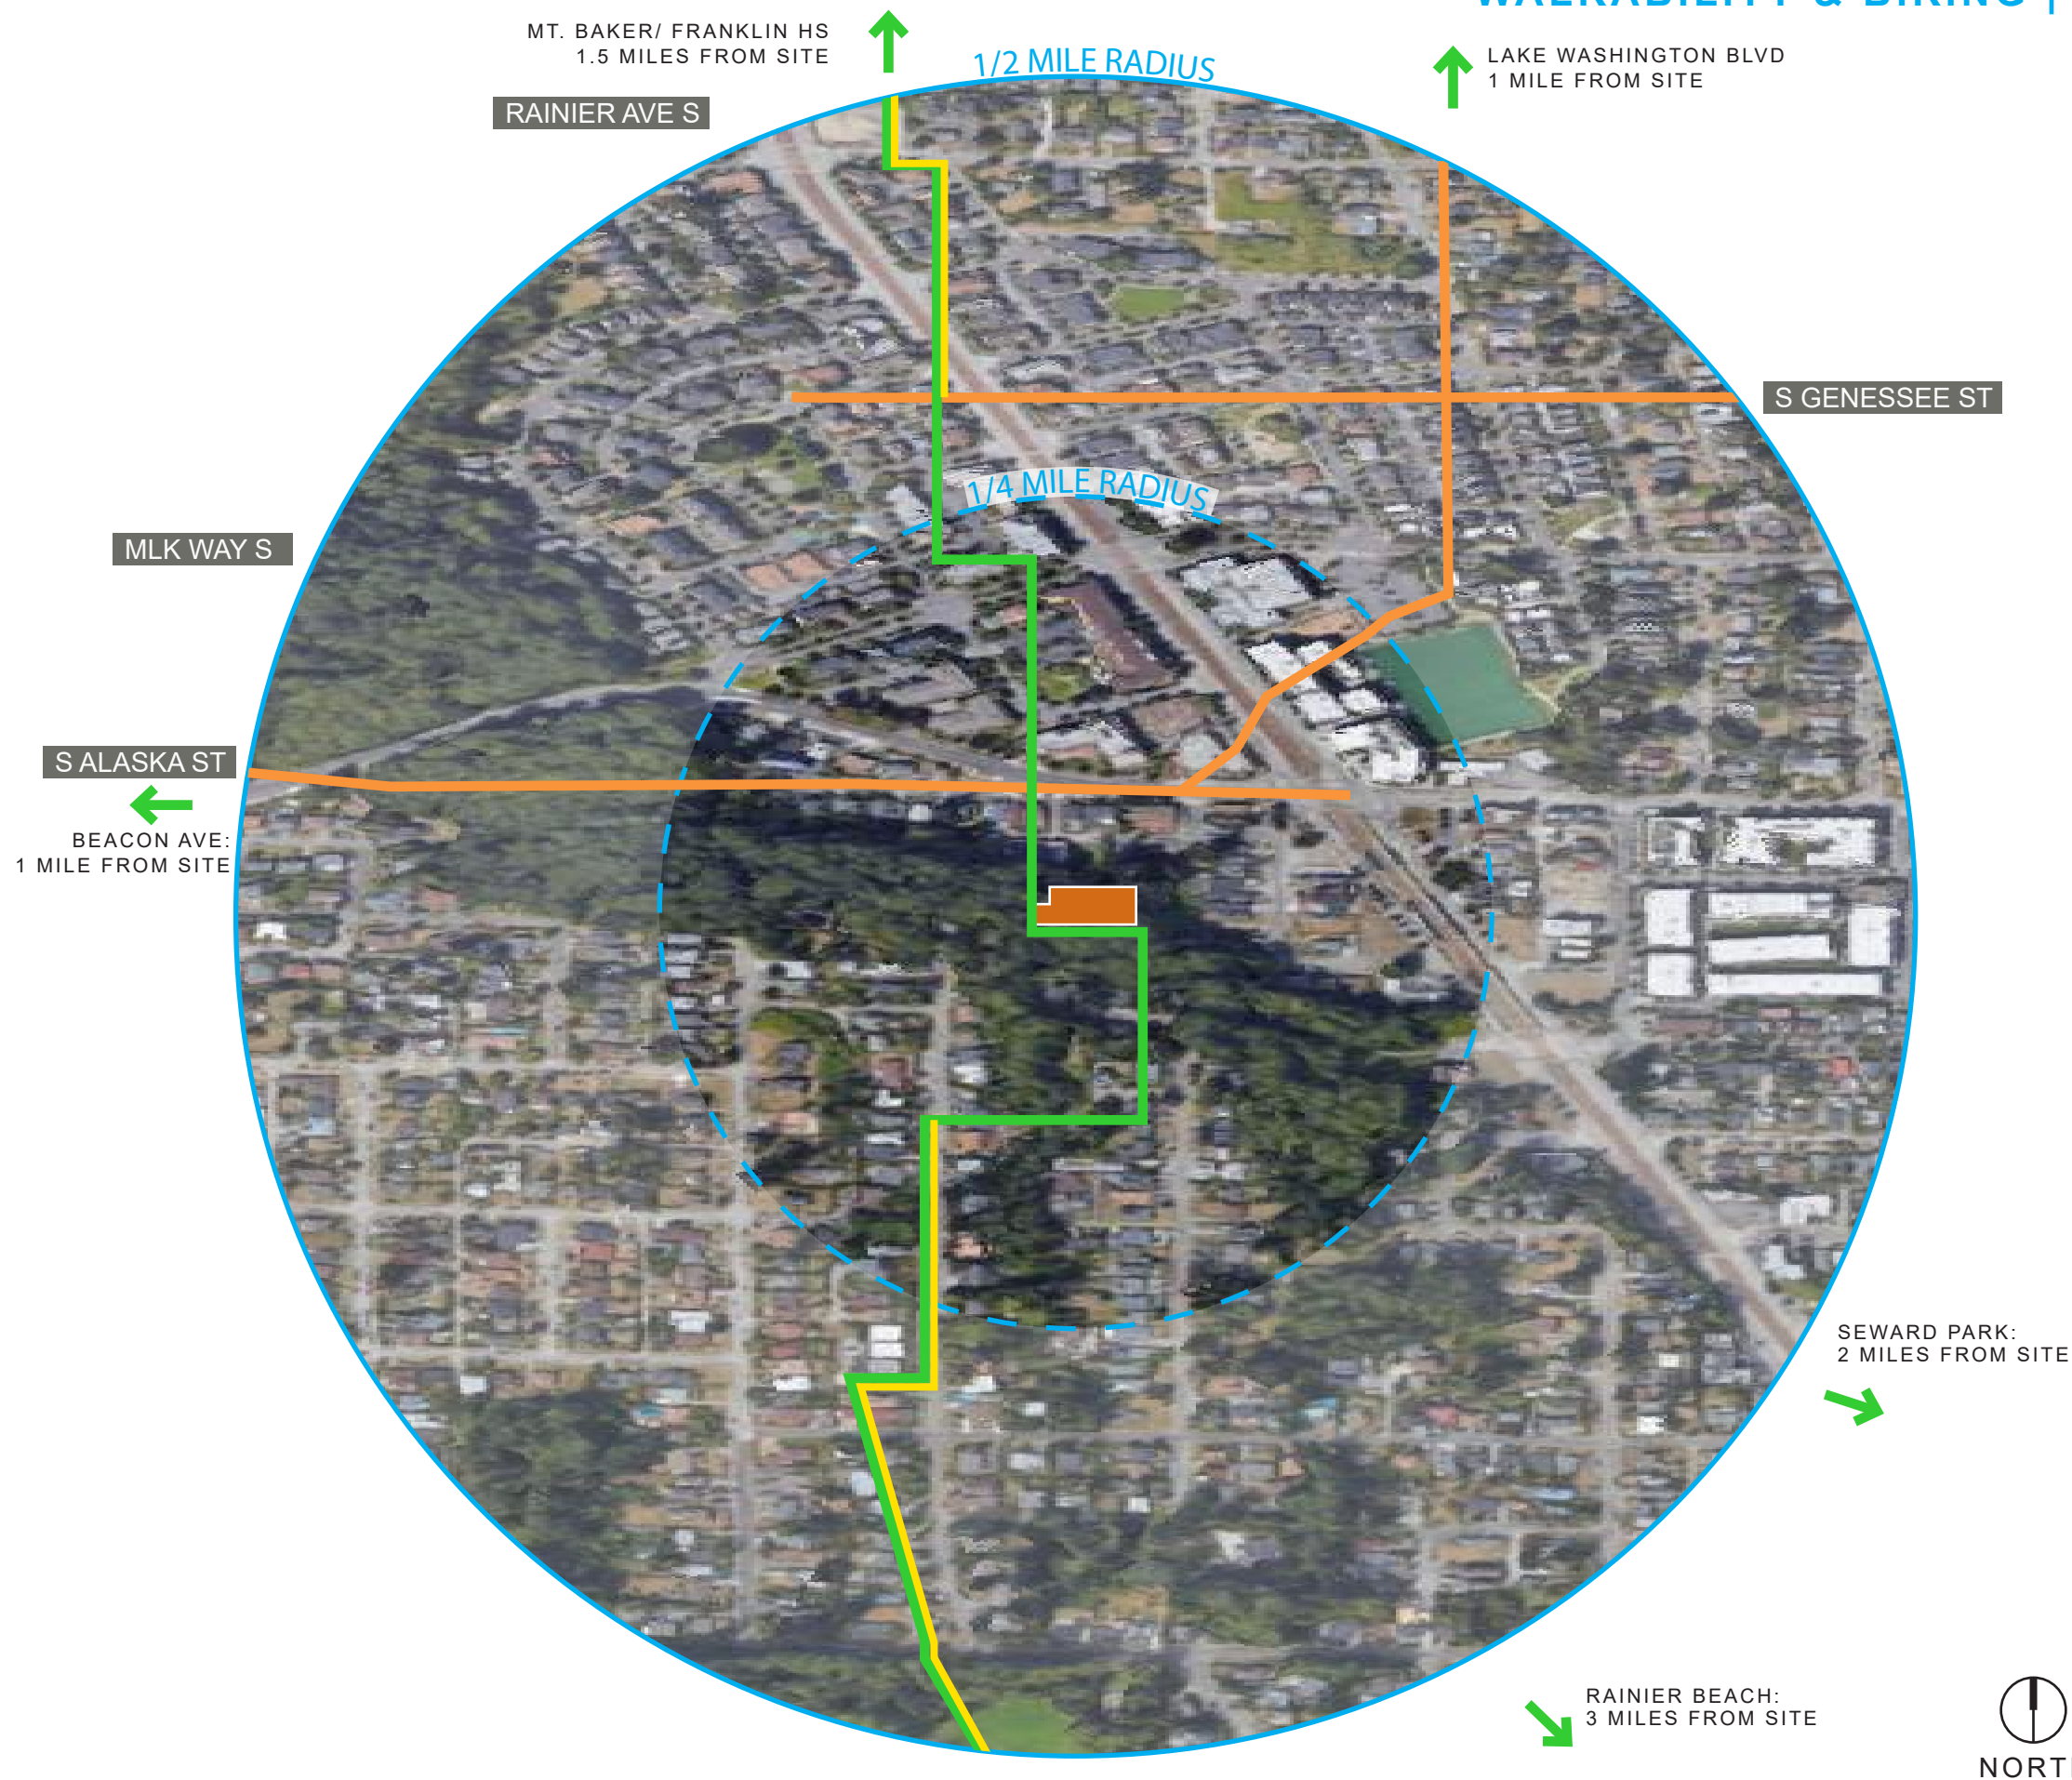 WALKABILITY & BIKING |
MT. BAKER/ FRANKLIN HS
1.5 MILES FROM SITE
1/2 MILE RADIUS
LAKE WASHINGTON BLVD
1 MILE FROM SITE
RAINIER AVE S
S GENESSEE ST
1/4 MILE RADIUS
MLK WAY S
S ALASKA ST
BEACON AVE:
1 MILE FROM SITE
SEWARD PARK:
2 MILES FROM SITE
RAINIER BEACH:
3 MILES FROM SITE
NORT